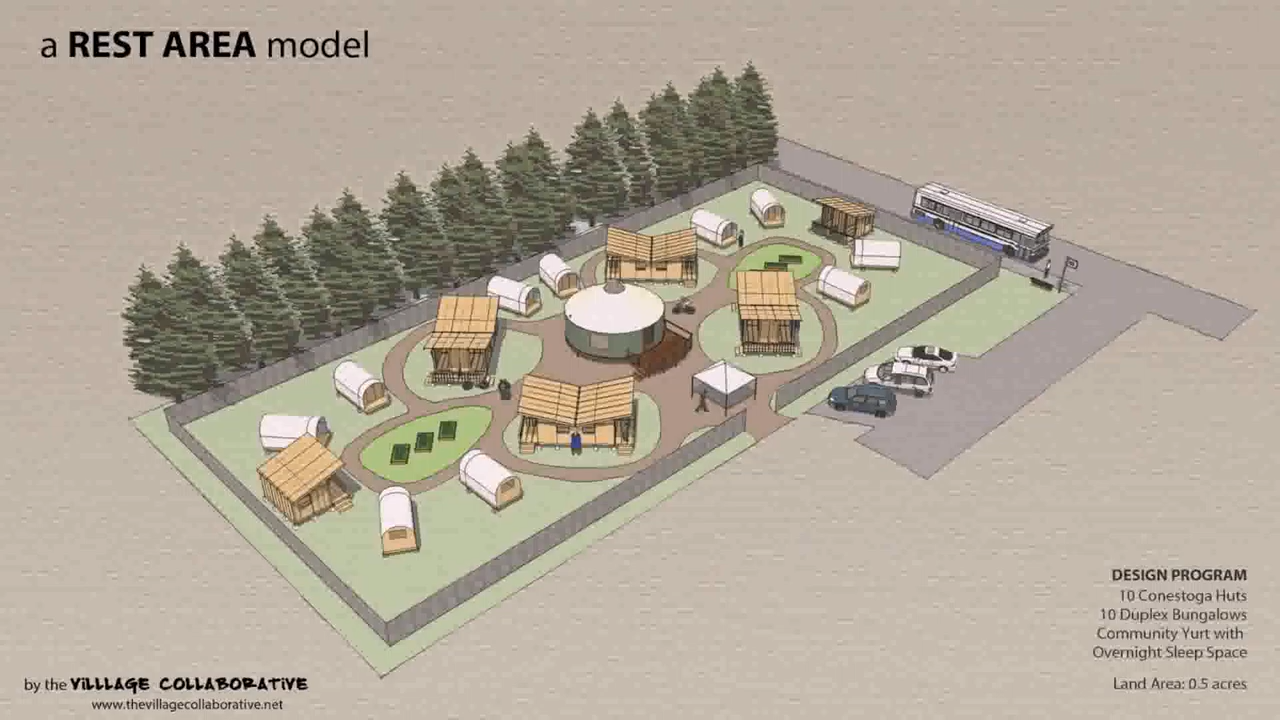 a REST AREA model
DESIGN PROGRAM
10 Conestoga Huts
10 Duplex Bungalows
Community Yurt with
Overnight Sleep Space
Land Area: 0.5 acres
by the ViLLLAGE COLLABORATiVE
www.thevillagecollaborative.net